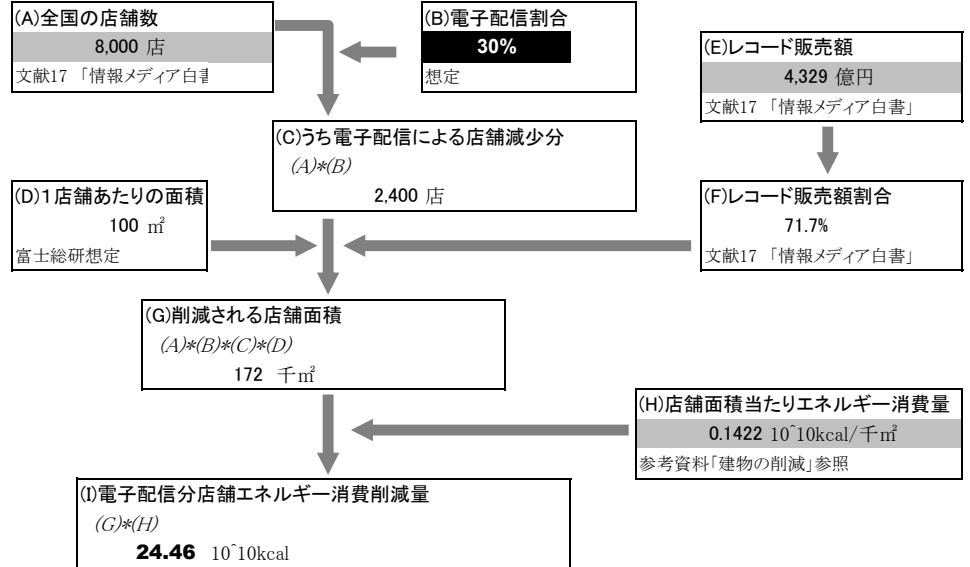 (A)全国の店舗数
8,000 店
文献17 「情報メディア白書
(B)電子配信割合
30%
想定
(E)レコード販売額
4,329 億円
文献17 「情報メディア白書」
(C)うち電子配信による店舗減少分
(A)*(B)
2,400 店
(D)1店舗あたりの面積
100 ㎡
富士総研想定
(F)レコード販売額割合
71.7%
文献17 「情報メディア白書」
(G)削減される店舗面積
(A)*(B)*(C)*(D)
172 千㎡
(H)店舗面積当たりエネルギー消費量
0.1422 10^10kcal/千㎡
参考資料「建物の削減」参照
(I)電子配信分店舗エネルギー消費削減量
(G)*(H)
24.46 10^10kcal